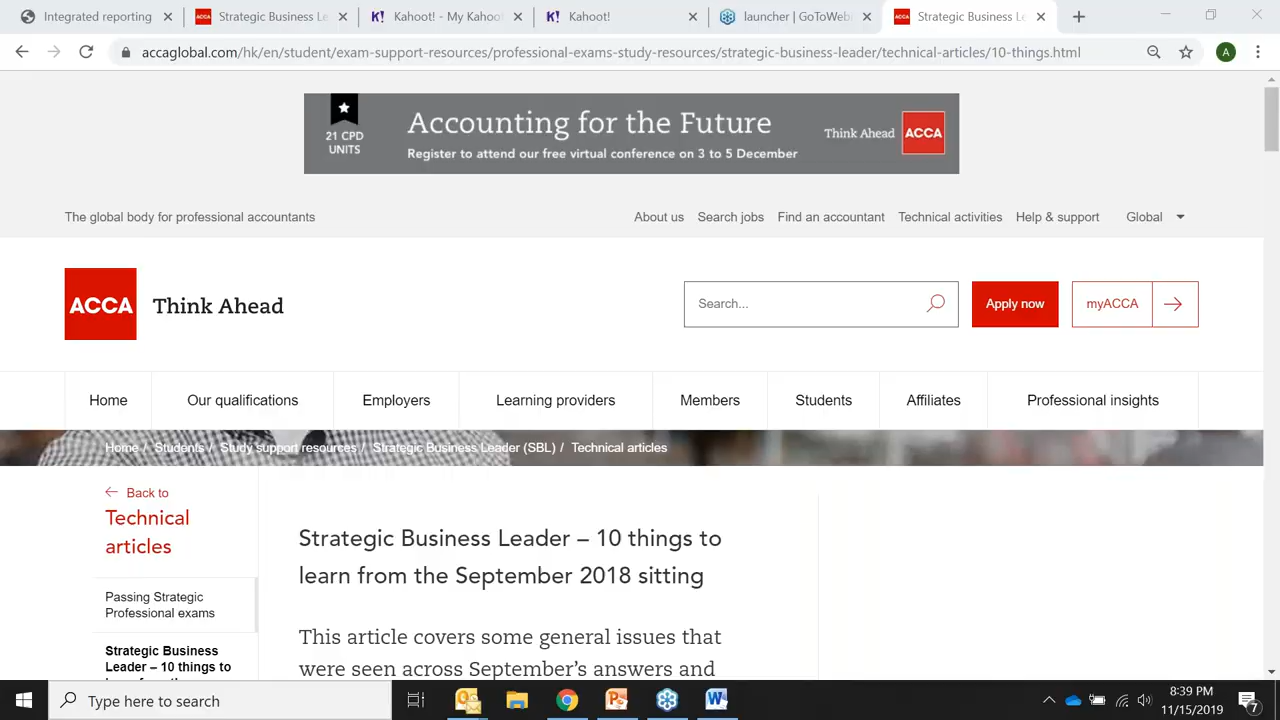 Integrated reporting
Strategic Business Le
Kahoot! - My Kahoo
Kahoot!
launcher | GoToWebi
Strategic Business Le
accaglobal.com/hk/en/student/exam-support-resources/professional-exams-study-resources/strategic-business-leader/technical-articles/10-things.html
A
21 CPD
UNITS
Accounting for the Future
Register to attend our free virtual conference on 3 to 5 December
Think Ahead
ACCA
The global body for professional accountants
About us
Search jobs
Find an accountant
Technical activities
Help & support
Global
ACCA
Think Ahead
Search...
Apply now
myACCA
Home
Our qualifications
Employers
Learning providers
Members
Students
Affiliates
Professional insights
Home / Students / Study support resources / Strategic Business Leader (SBL) / Technical articles
Back to
Technical
articles
Passing Strategic
Professional exams
Strategic Business
Leader – 10 things to
Strategic Business Leader – 10 things to
learn from the September 2018 sitting
This article covers some general issues that
were seen across September's answers and
Type here to search
8:39 PM
11/15/2019
7